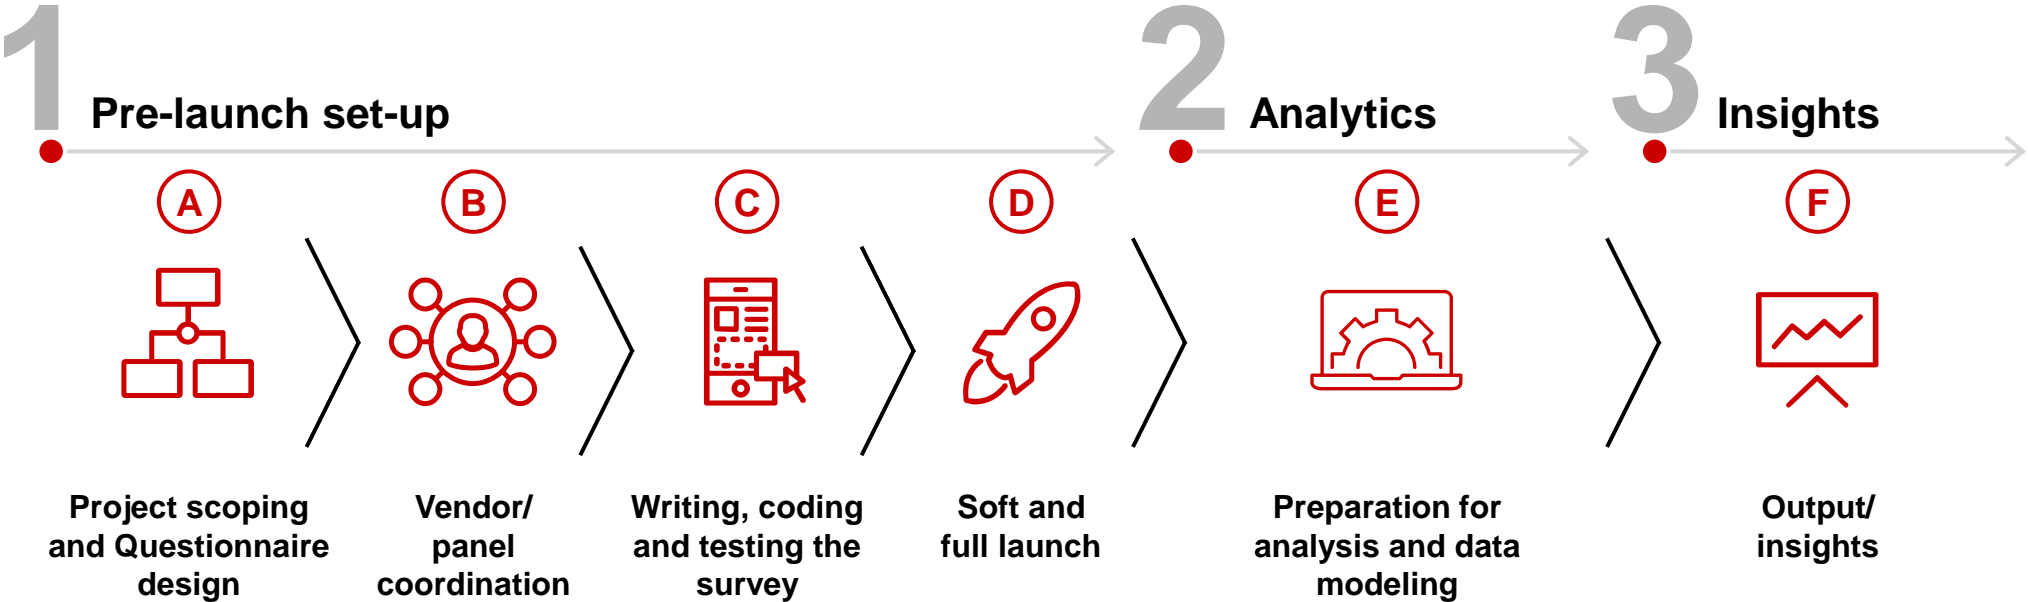 1
Pre-launch set-up
2
Analytics
3
Insights
A
B
C
D
E
F
Project scoping
and Questionnaire
design
Vendor/
panel
coordination
Writing, coding
and testing the
survey
Soft and
full launch
Preparation for
analysis and data
modeling
Output/
insights